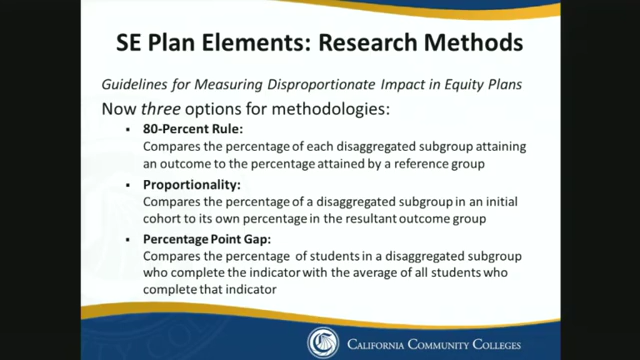 SE Plan Elements: Research Methods
Guidelines for Measuring Disproportionate Impact in Equity Plans
Now three options for methodologies:
▪ 80-Percent Rule:
Compares the percentage of each disaggregated subgroup attaining
an outcome to the percentage attained by a reference group
▪ Proportionality:
Compares the percentage of a disaggregated subgroup in an initial
cohort to its own percentage in the resultant outcome group
▪ Percentage Point Gap:
Compares the percentage of students in a disaggregated subgroup
who complete the indicator with the average of all students who
complete that indicator
CALIFORNIA COMMUNITY COLLEGES